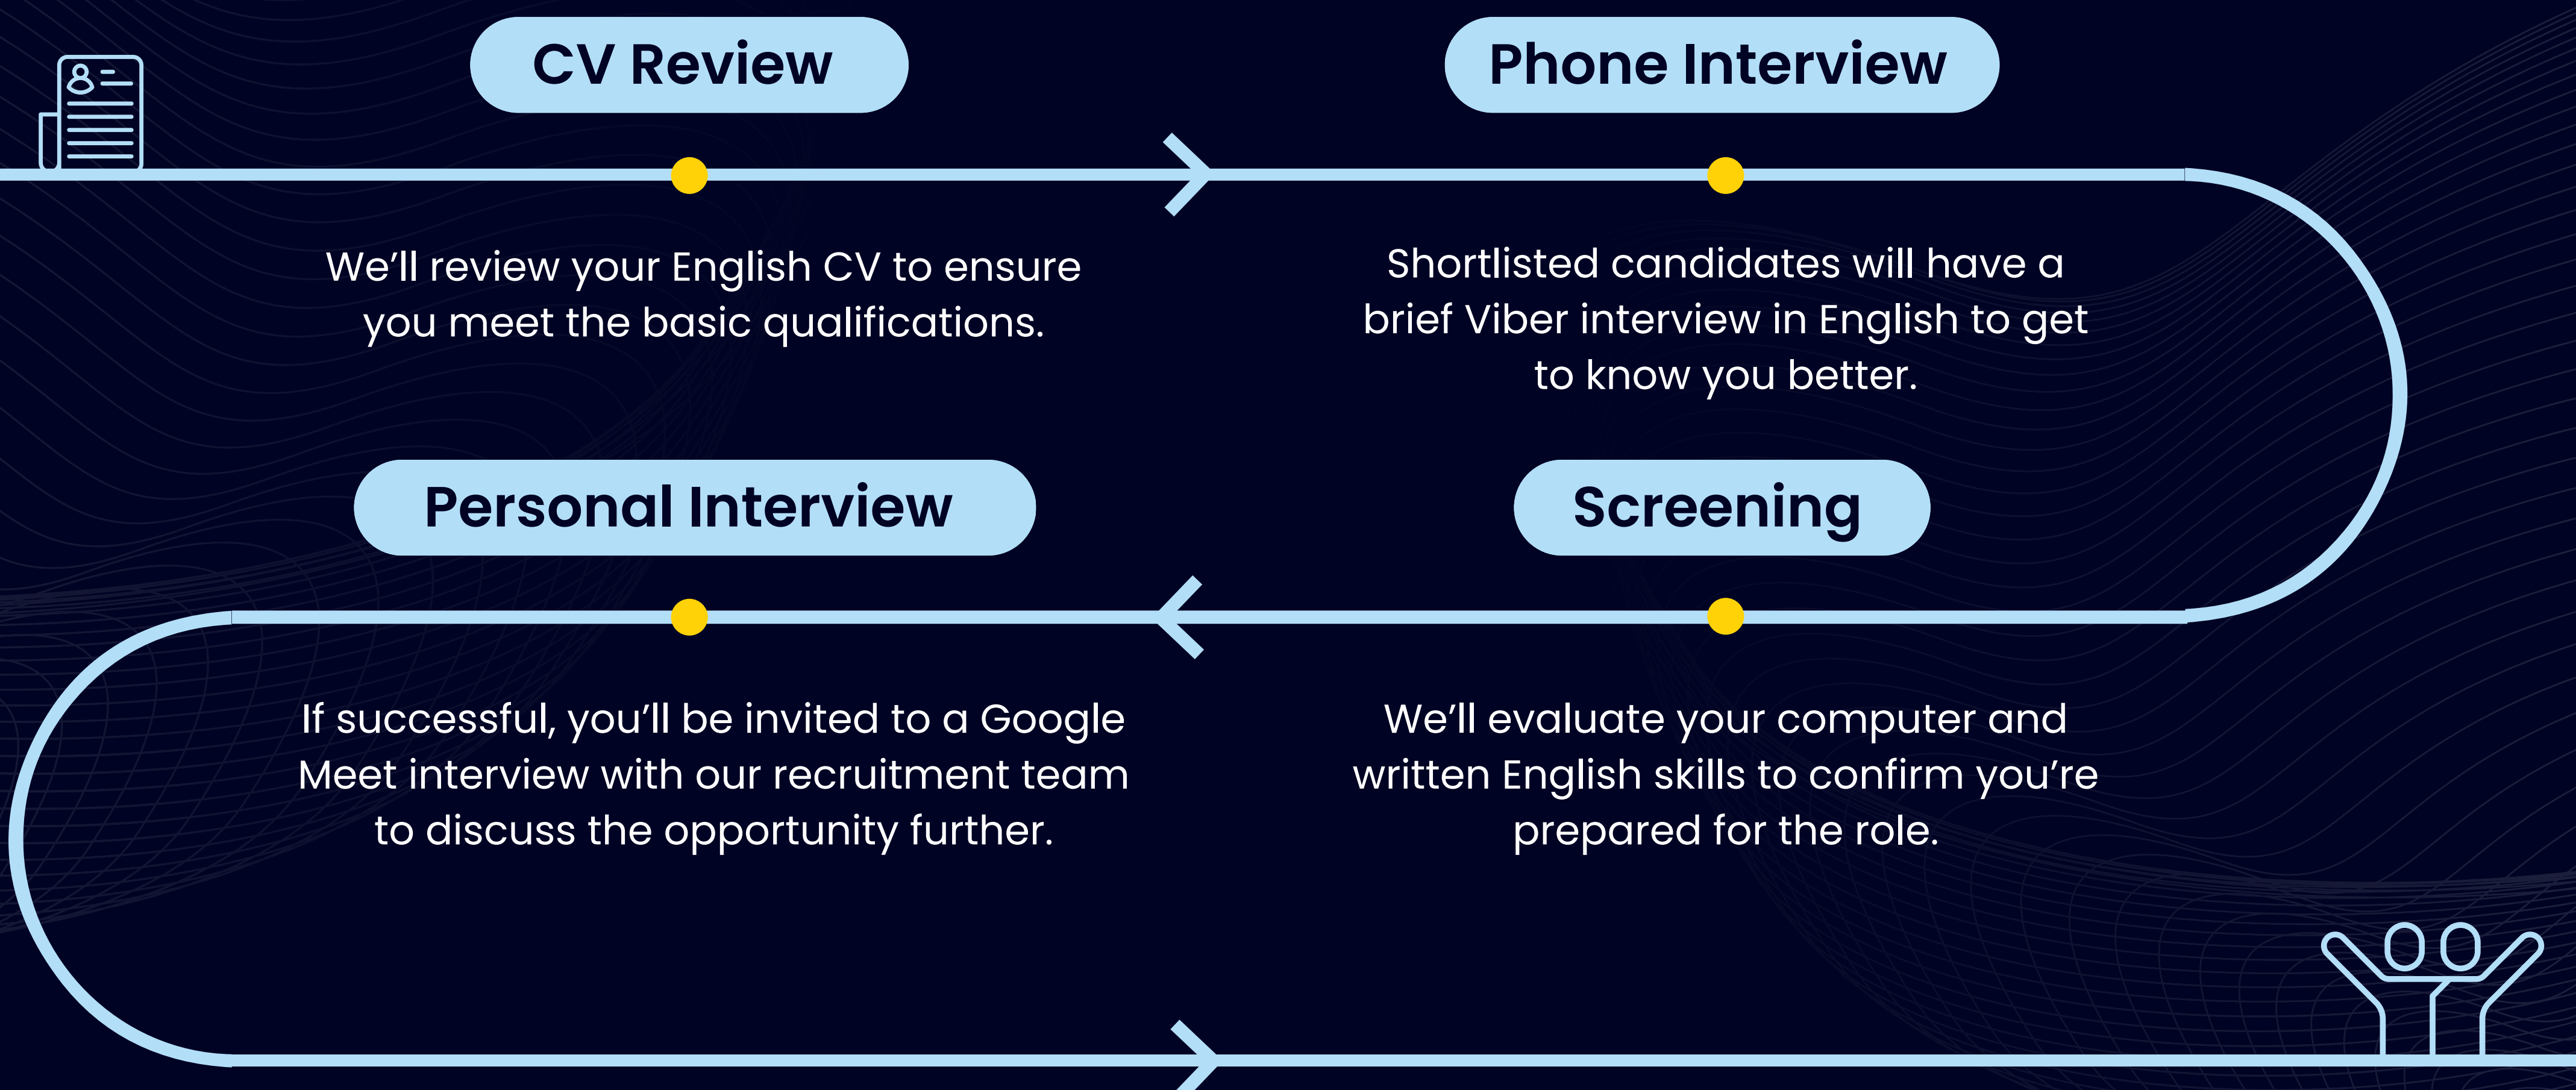 CV Review
We’ll review your English CV to ensure
you meet the basic qualifications.
Phone Interview
Shortlisted candidates will have a
brief Viber interview in English to get
to know you better.
Screening
We’ll evaluate your computer and
written English skills to confirm you’re
prepared for the role.
Personal Interview
If successful, you’ll be invited to a Google
Meet interview with our recruitment team
to discuss the opportunity further.